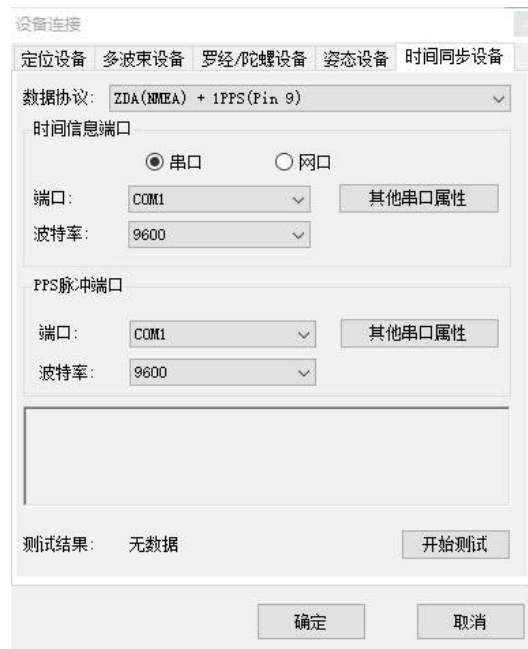 设备连接
定位设备 多波束设备 罗经/陀螺设备 姿态设备 时间同步设备
数据协议: ZDA(NMEA) + 1PPS(Pin 9)
时间信息端口
串口 网口
端口: COM1 其他串口属性
波特率: 9600
PPS脉冲端口
端口: COM1 其他串口属性
波特率: 9600
测试结果: 无数据 开始测试
确定 取消